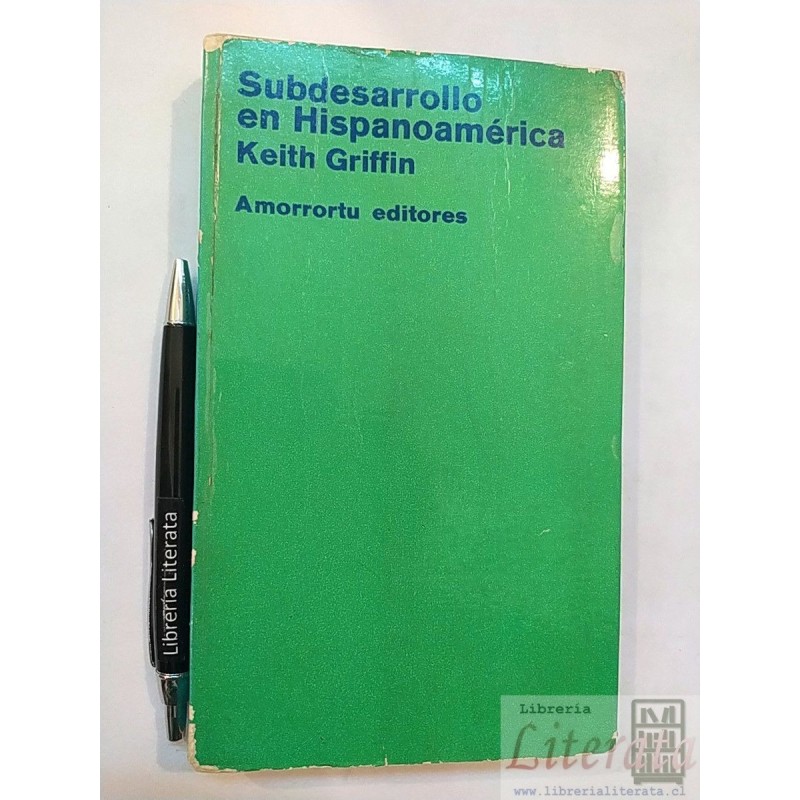 Subdesarrollo
en Hispanoamérica
Keith Griffin
Amorrortu editores
Librería Literata
Librería
Literata
www.librerialiterata.cl